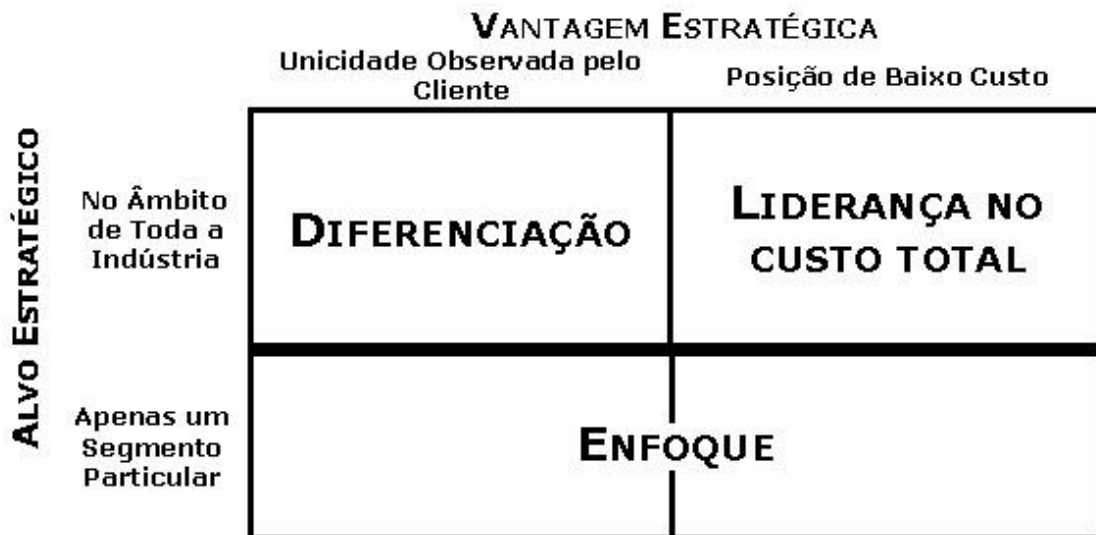 VANTAGEM ESTRATÉGICA
Unicidade Observada pelo
Cliente
Posição de Baixo Custo
ALVO ESTRATÉGICO
No Âmbito
de Toda a
Indústria
DIFERENCIAÇÃO
LIDERANÇA NO
CUSTO TOTAL
Apenas um
Segmento
Particular
ENFOQUE